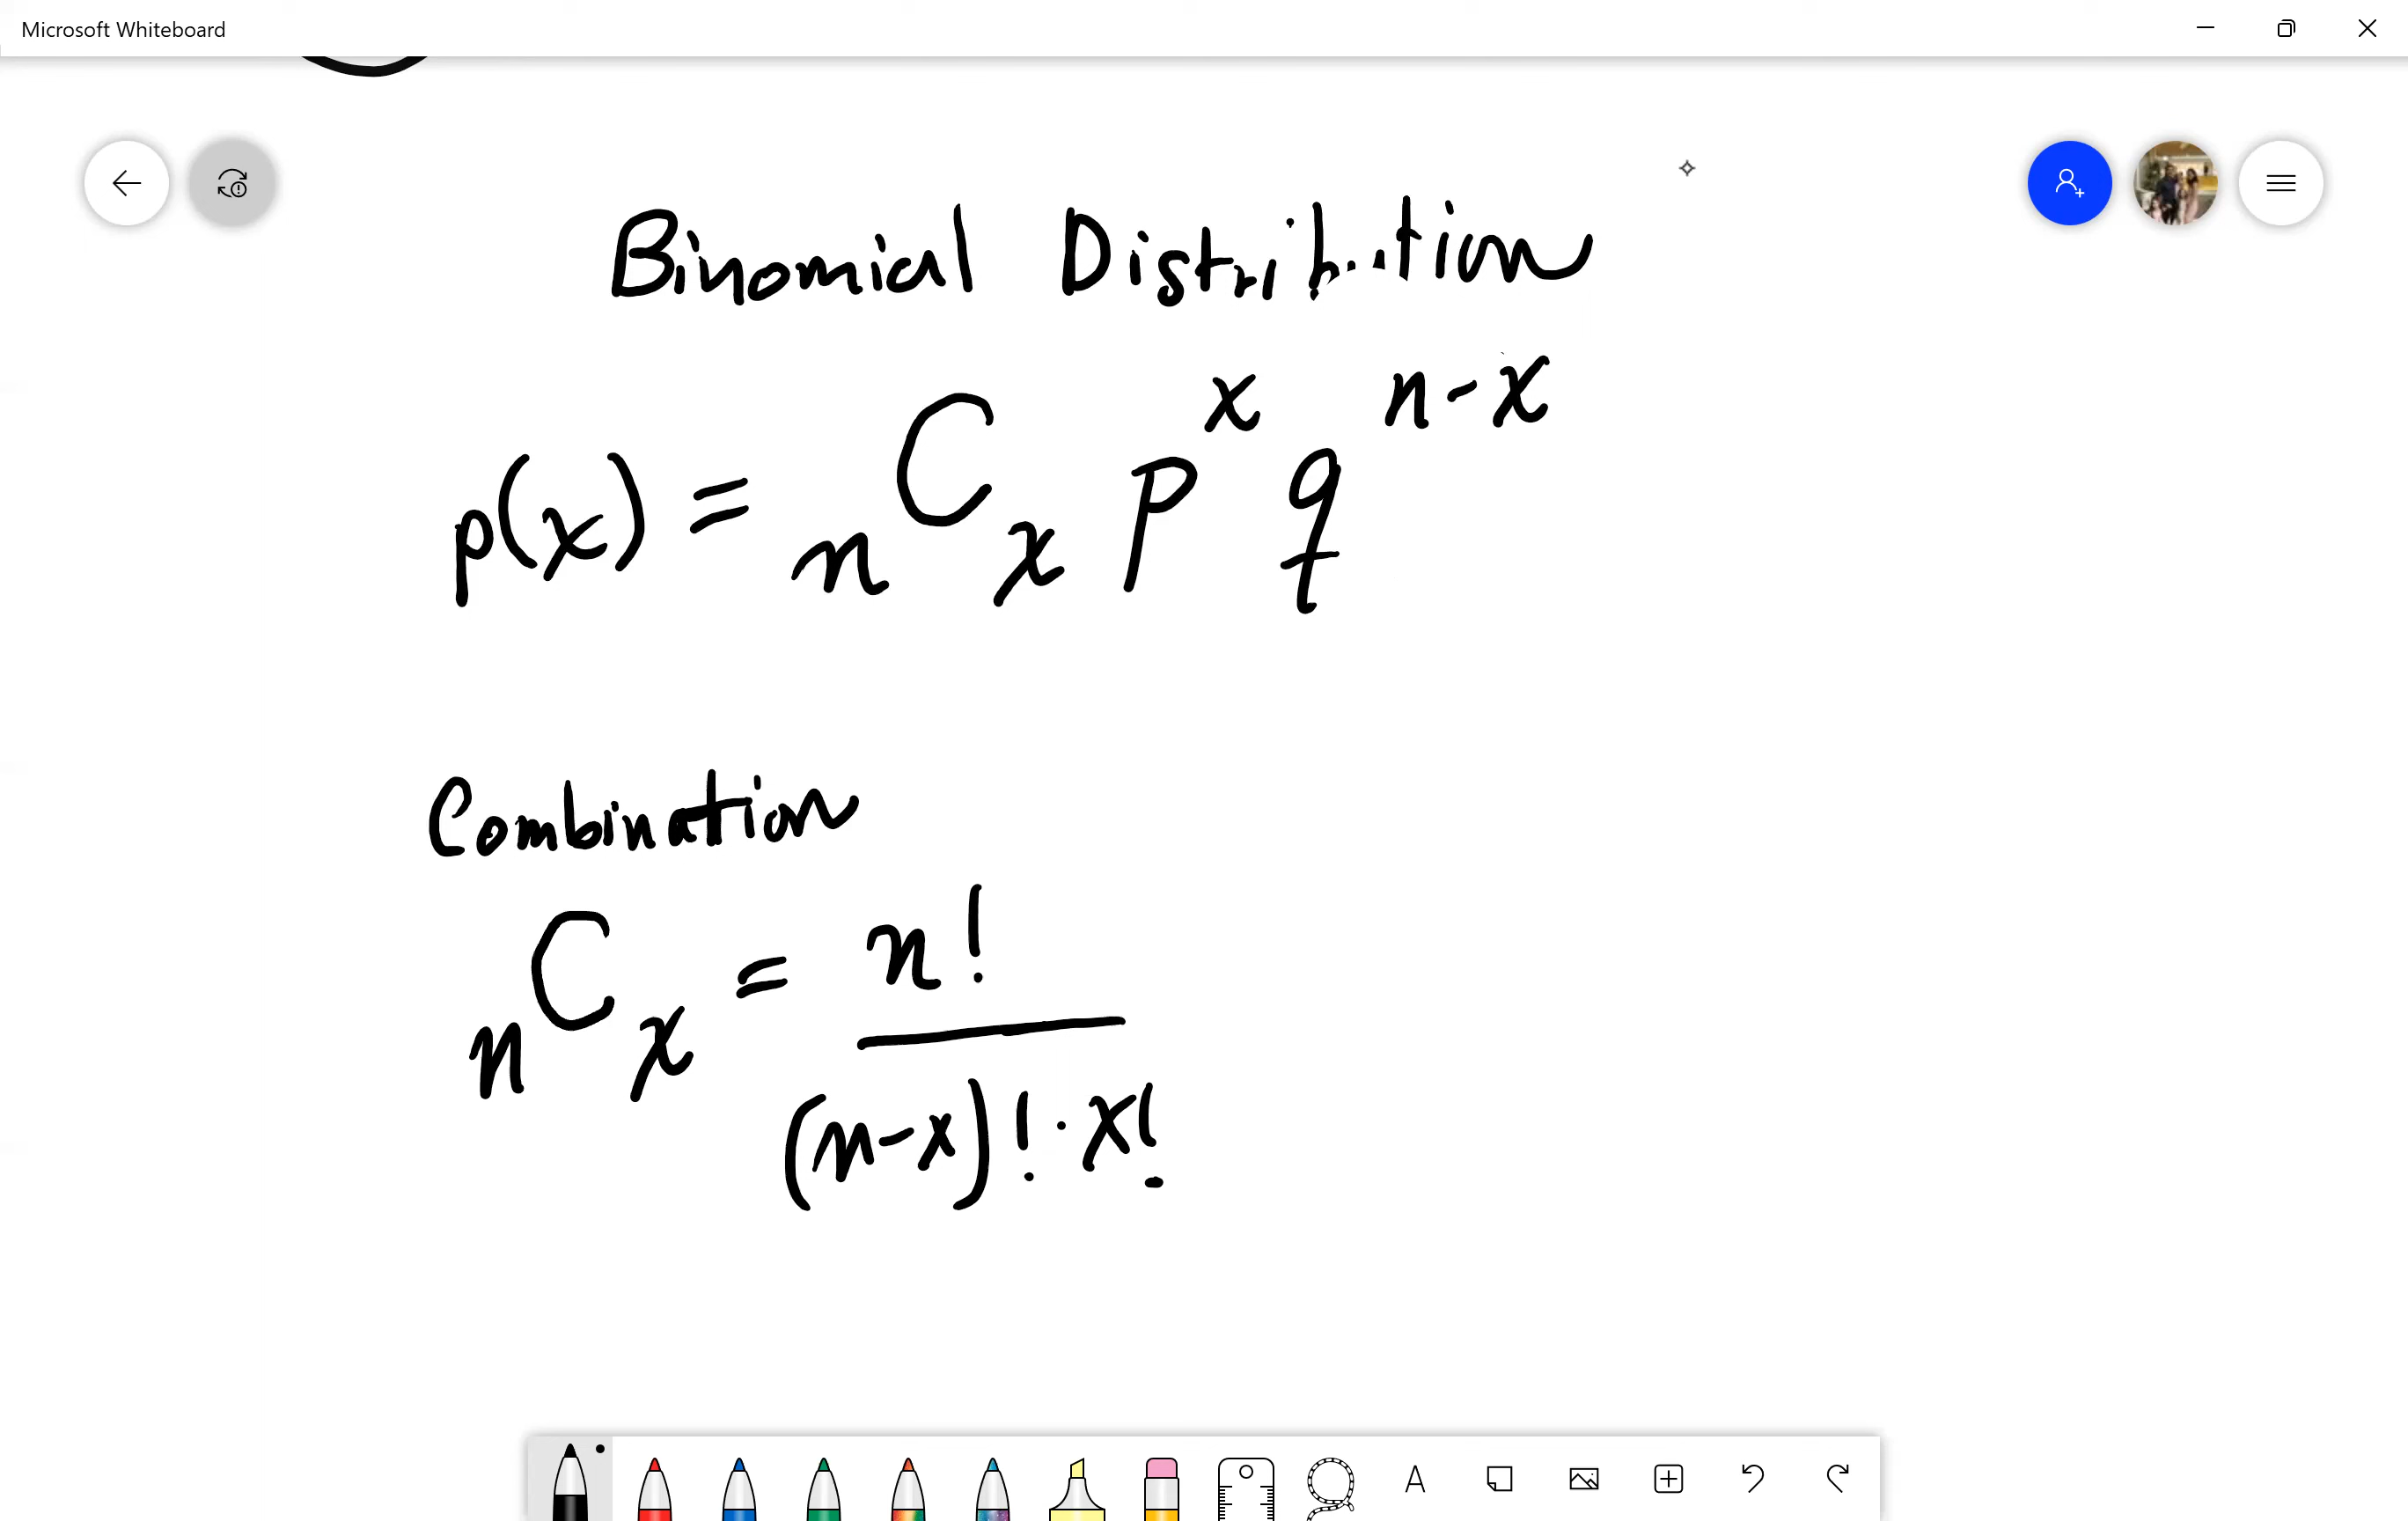 Microsoft Whiteboard
Binomial Distribution
p(x) = nCx p^x q^n-x
Combination
nCx = n! / (n-x)! · x!
A